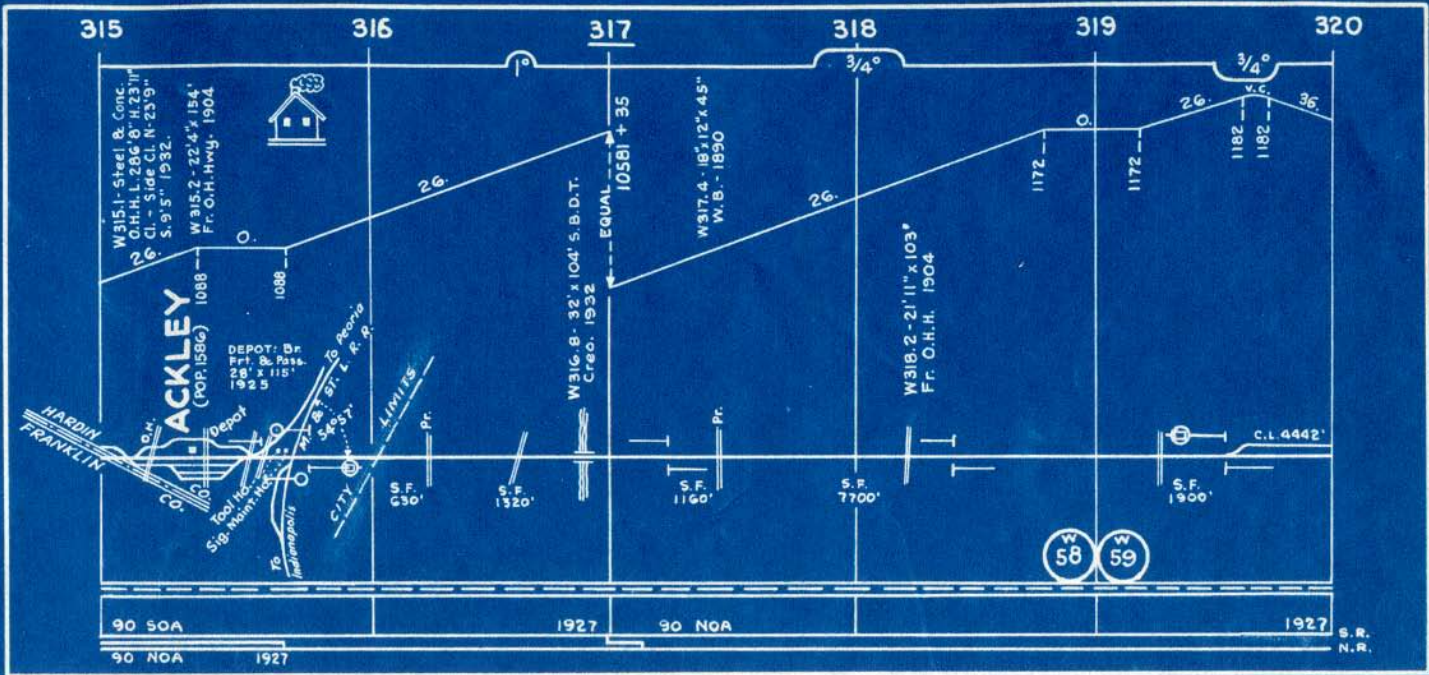 315 316 317 318 319 320
1° 3/4° 3/4°
W315.1 - Steel & Conc.
O.H.H.L. 286'8" H. 23'11"
Cl. - Side Cl. N-23'9"
S. 9'5" 1932.
W 315.2 - 22'4" x 154'
Fr. O.H. Hwy. 1904
26.
O.
26.
1088
1088
EQUAL
10581 + 35
W316.8 - 32' x 104' S.B.D.T.
Creo. 1932
W317.4 - 18" x 12" x 45"
W.B. - 1890
26.
W318.2 - 21'11" x 103'
Fr. O.H.H. 1904
O.
1172
1172
26.
V.C.
36.
1182
1182
ACKLEY
(POP. 1586)
DEPOT: Br.
Frt. & Pass.
28' x 115'
1925
To Peoria
M. & ST. L. R. R.
54° 57'
CITY LIMITS
HARDIN
FRANKLIN
CO.
O.H.
Depot
Tool Ho.
Sig. Maint. Ho.
To
Indianapolis
Pr.
Pr.
C.L. 4442'
S.F.
630'
S.F.
1320'
S.F.
1160'
S.F.
7700'
S.F.
1900'
W
58
W
59
90 SOA 1927 90 NOA 1927 S.R.
90 NOA 1927 N.R.